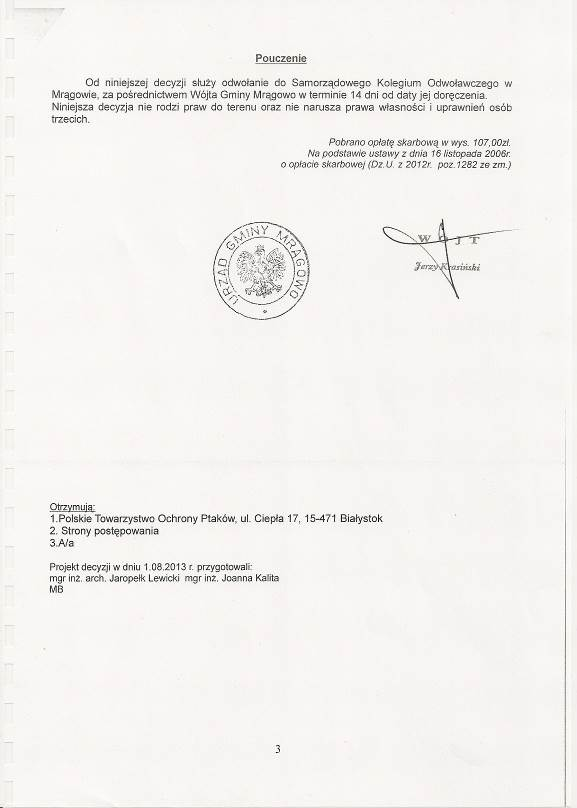 Pouczenie
Od niniejszej decyzji służy odwołanie do Samorządowego Kolegium Odwoławczego w
Mrągowie, za pośrednictwem Wójta Gminy Mrągowo w terminie 14 dni od daty jej doręczenia.
Niniejsza decyzja nie rodzi praw do terenu oraz nie narusza prawa własności i uprawnień osób
trzecich.
Pobrano opłatę skarbową w wys. 107,00zł.
Na podstawie ustawy z dnia 16 listopada 2006r.
o opłacie skarbowej (Dz.U. z 2012r. poz.1282 ze zm.)
URZĄD GMINY MRĄGOWO
WÓJT
Jerzy Krasiński
Otrzymują:
1.Polskie Towarzystwo Ochrony Ptaków, ul. Ciepła 17, 15-471 Białystok
2. Strony postępowania
3.A/a
Projekt decyzji w dniu 1.08.2013 r. przygotowali:
mgr inż. arch. Jaropełk Lewicki mgr inż. Joanna Kalita
MB
3